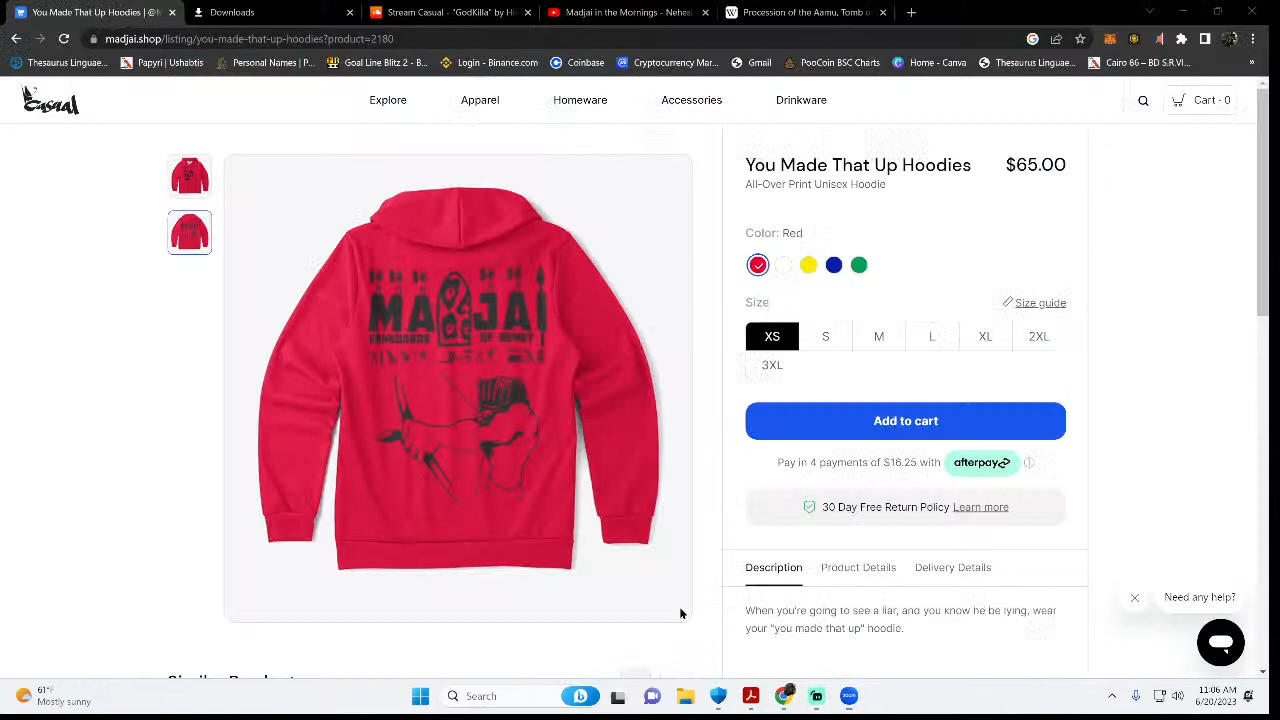 You Made That Up Hoodies | @M
Downloads
Stream Casual - "GodKilla" by Hi
Madjai in the Mornings - Nehesi
Procession of the Aamu, Tomb o
madjai.shop/listing/you-made-that-up-hoodies?product=2180
Thesaurus Linguae...
Papyri | Ushabtis
Personal Names | P...
Goal Line Blitz 2 - B...
Login - Binance.com
Coinbase
Cryptocurrency Mar...
Gmail
PooCoin BSC Charts
Home - Canva
Thesaurus Linguae...
Cairo 86 — BD S.R.VI...
»
Casual
Explore
Apparel
Homeware
Accessories
Drinkware
Cart · 0
You Made That Up Hoodies
$65.00
All-Over Print Unisex Hoodie
Color: Red
Size
Size guide
XS
S
M
L
XL
2XL
3XL
MA JAI
Add to cart
Pay in 4 payments of $16.25 with afterpay
30 Day Free Return Policy Learn more
Description
Product Details
Delivery Details
When you're going to see a liar, and you know he be lying, wear
your "you made that up" hoodie.
Need any help?
61°F
Mostly sunny
Search
zoom
11:06 AM
6/20/2023